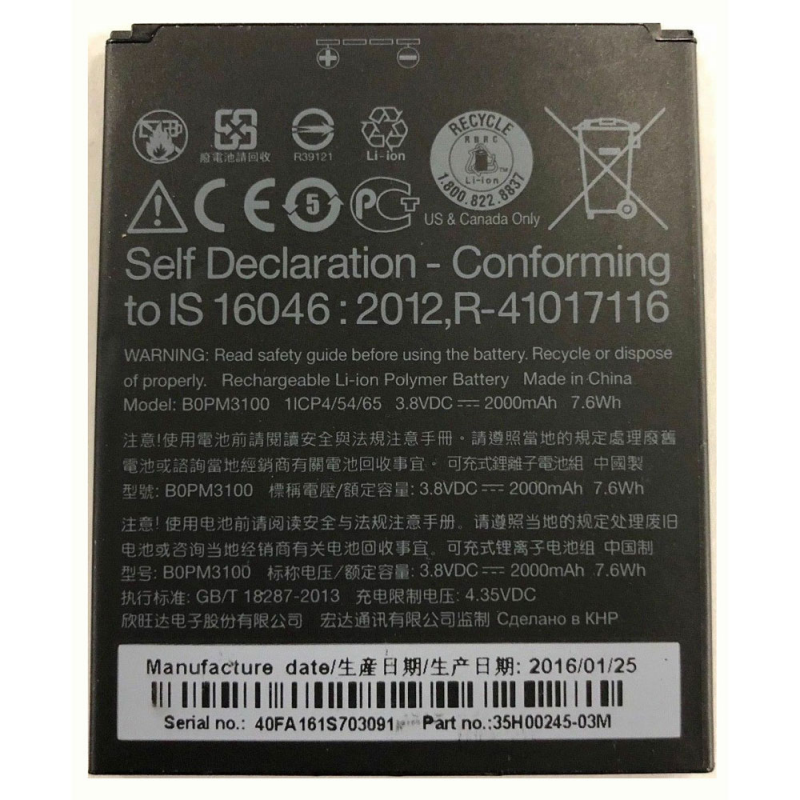 + -
廢電池請回收
R39121
Li-ion
RECYCLE
RBRC
Li-ion
1.800.822.8837
US & Canada Only
CE
5
Self Declaration - Conforming
to IS 16046 : 2012,R-41017116
WARNING: Read safety guide before using the battery. Recycle or dispose
of properly. Rechargeable Li-ion Polymer Battery Made in China
Model: B0PM3100 1ICP4/54/65 3.8VDC⎓2000mAh 7.6Wh
注意!使用電池前請閱讀安全與法規注意手冊。請遵照當地的規定處理廢舊
電池或諮詢當地經銷商有關電池回收事宜。可充式鋰離子電池組 中國製
型號: B0PM3100 標稱電壓/額定容量: 3.8VDC⎓2000mAh 7.6Wh
注意! 使用电池前请阅读安全与法规注意手册。请遵照当地的规定处理废旧
电池或咨询当地经销商有关电池回收事宜。可充式锂离子电池组 中国制
型号: B0PM3100 标称电压/额定容量: 3.8VDC⎓2000mAh 7.6Wh
执行标准: GB/T 18287-2013 充电限制电压: 4.35VDC
欣旺达电子股份有限公司 宏达通讯有限公司监制 Сделано в КНР
Manufacture date/生產日期/生产日期: 2016/01/25
Serial no.: 40FA161S703091 Part no.:35H00245-03M